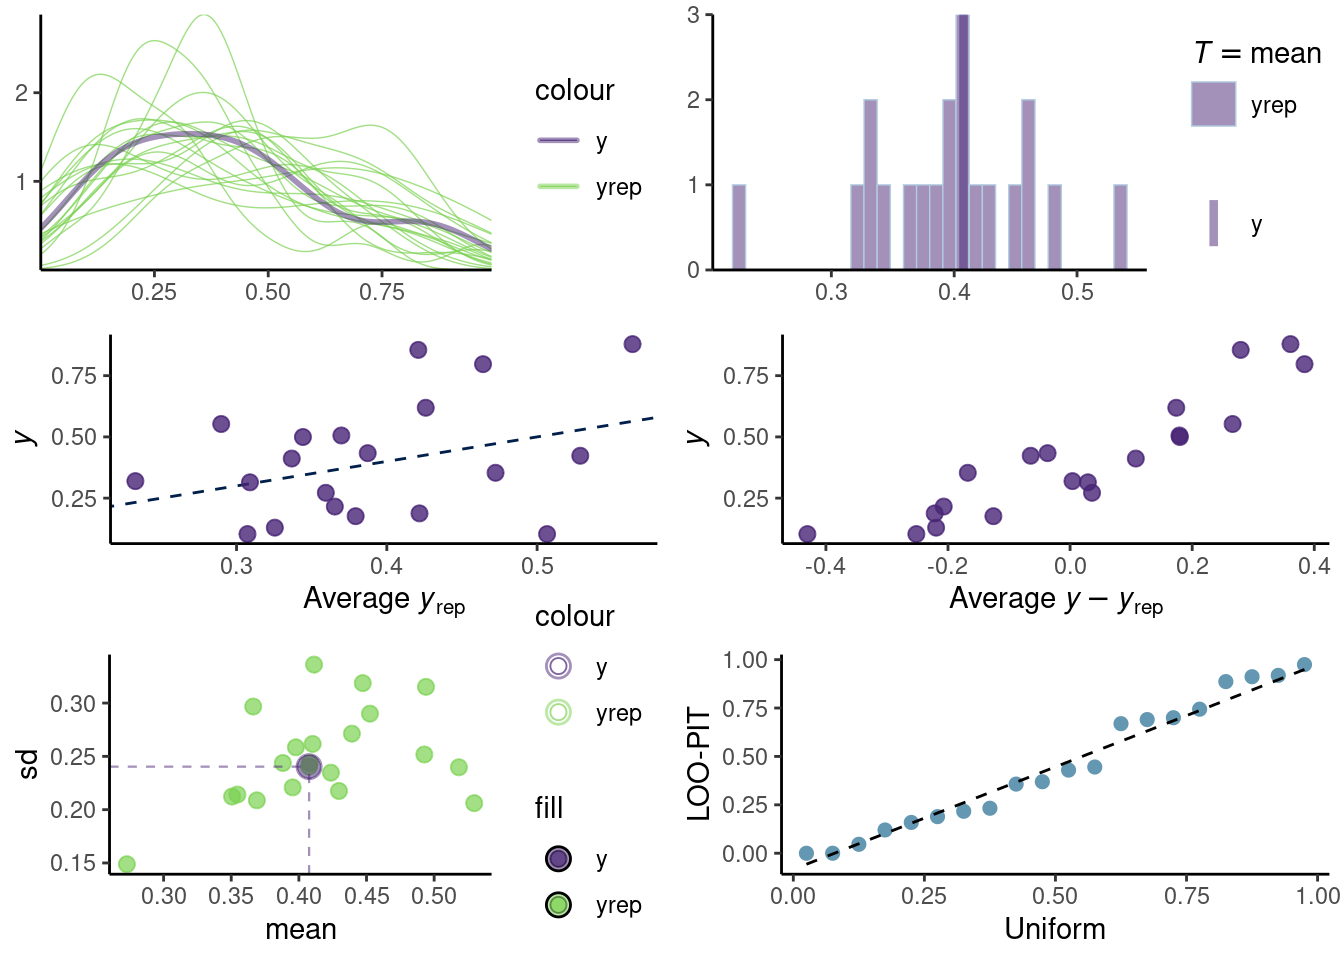 2
1
0.25 0.50 0.75
colour
y
yrep
3
2
1
0
0.3 0.4 0.5
T = mean
yrep
y
y
0.75
0.50
0.25
0.3 0.4 0.5
Average y rep
y
0.75
0.50
0.25
-0.4 -0.2 0.0 0.2 0.4
Average y − y rep
sd
0.30
0.25
0.20
0.15
0.30 0.35 0.40 0.45 0.50
mean
colour
y
yrep
fill
y
yrep
LOO-PIT
1.00
0.75
0.50
0.25
0.00
0.00 0.25 0.50 0.75 1.00
Uniform